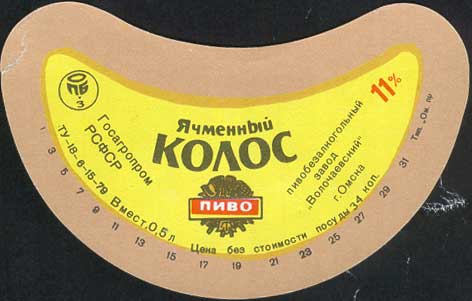 ОПБ
З
Госагропром
РСФСР
ТУ-18-6-15-79
Вмест.0,5 л
Ячменный
КОЛОС
ПИВО
11%
пивобезалкогольный
завод
"Волочаевский"
г.Омска
Цена без стоимости посуды 34 коп.
1 3 5 7 9 11 13 15 17 19 21 23 25 27 29 31
Тип.